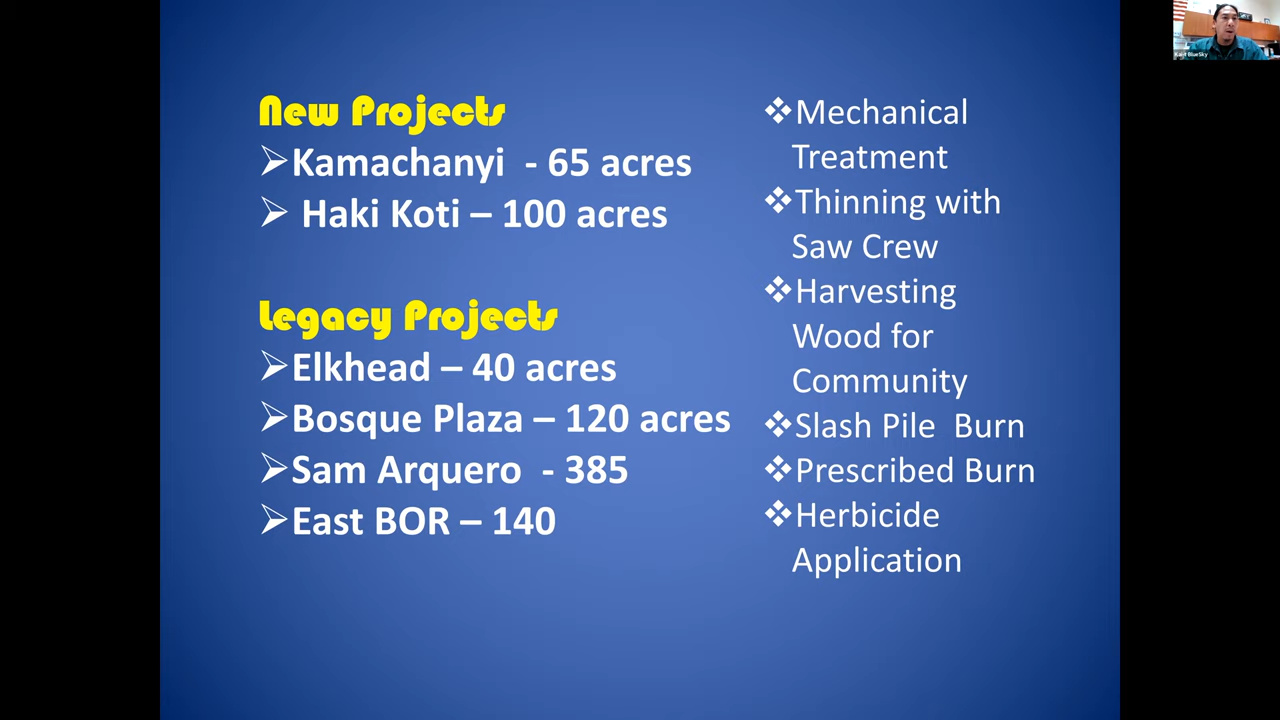 New Projects
➢Kamachanyi - 65 acres
➢ Haki Koti – 100 acres
Legacy Projects
➢Elkhead – 40 acres
➢Bosque Plaza – 120 acres
➢Sam Arquero - 385
➢East BOR – 140
❖Mechanical
Treatment
❖Thinning with
Saw Crew
❖Harvesting
Wood for
Community
❖Slash Pile Burn
❖Prescribed Burn
❖Herbicide
Application
BlueSky